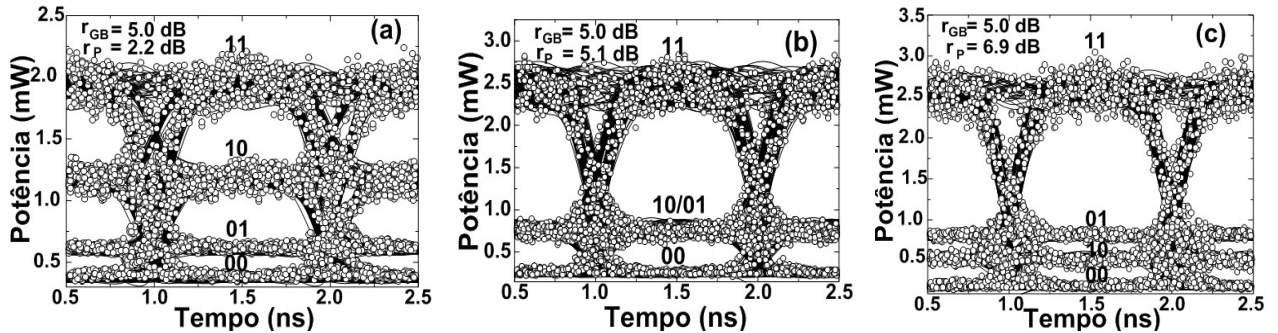 Potência (mW)
2.5
2.0
1.5
1.0
0.5
r_GB= 5.0 dB
r_P = 2.2 dB
(a)
11
10
01
00
0.5 1.0 1.5 2.0 2.5
Tempo (ns)
Potência (mW)
3.0
2.5
2.0
1.5
1.0
0.5
r_GB= 5.0 dB
r_P = 5.1 dB
(b)
11
10/01
00
0.5 1.0 1.5 2.0 2.5
Tempo (ns)
Potência (mW)
3.5
3.0
2.5
2.0
1.5
1.0
0.5
0.0
r_GB= 5.0 dB
r_P = 6.9 dB
(c)
11
01
10
00
0.5 1.0 1.5 2.0 2.5
Tempo (ns)